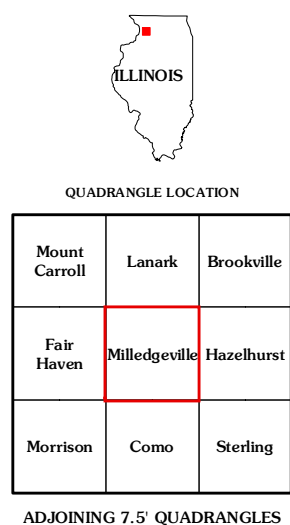 ILLINOIS
QUADRANGLE LOCATION
Mount
Carroll
Lanark
Brookville
Fair
Haven
Milledgeville
Hazelhurst
Morrison
Como
Sterling
ADJOINING 7.5' QUADRANGLES